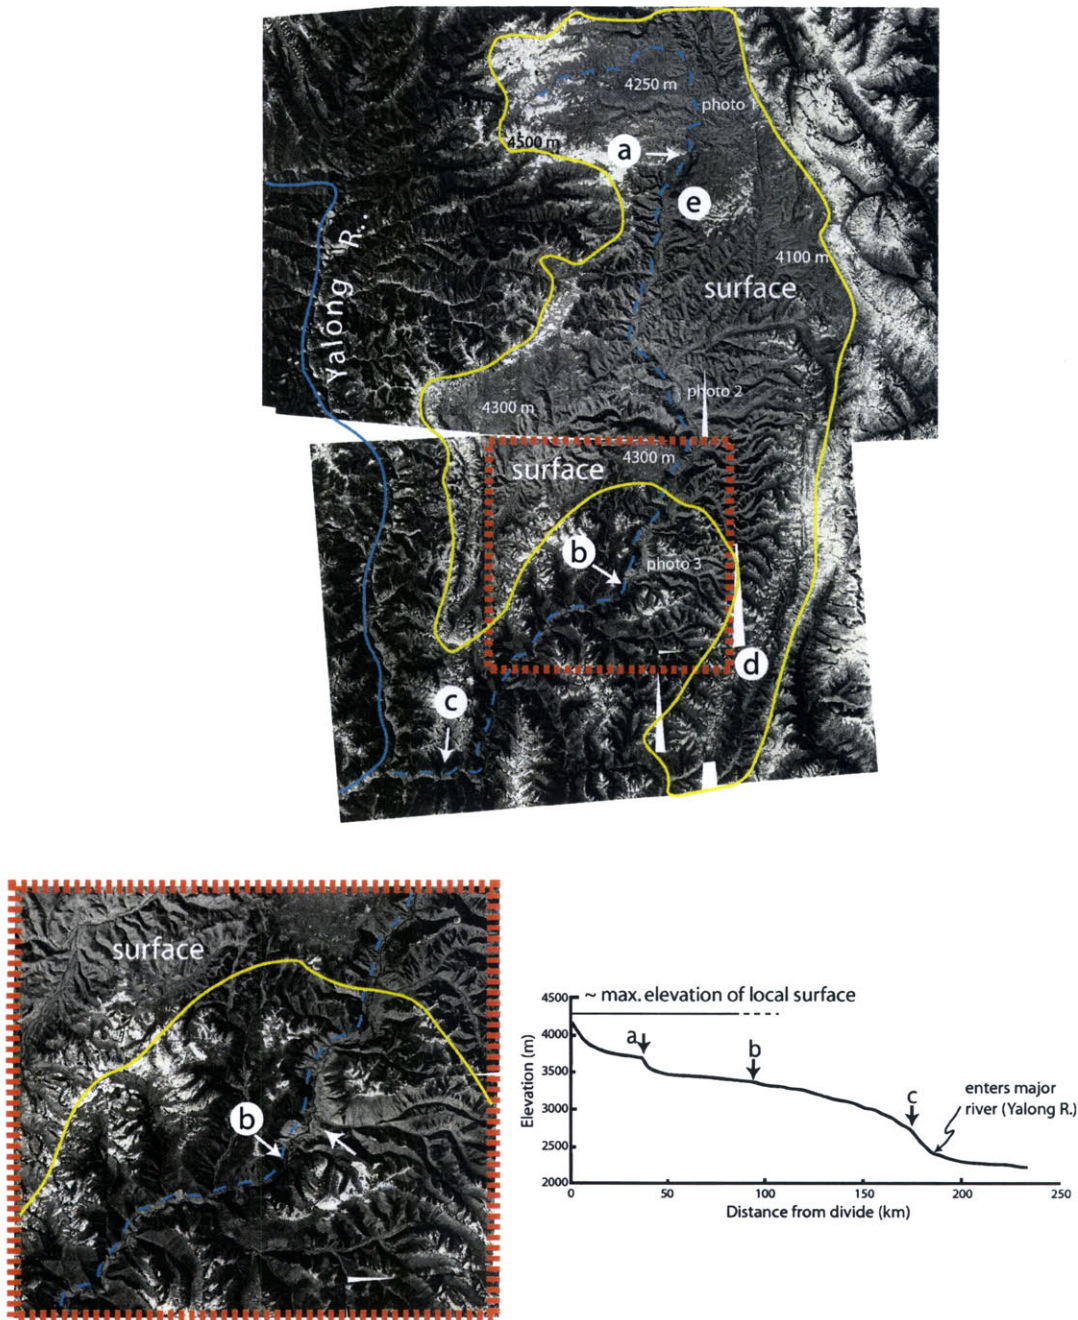 4250 m
photo 1
4500 m
a
e
4100 m
surface
Yalong R.
photo 2
4300 m
4300 m
surface
b
photo 3
d
c
surface
b
4500
~ max. elevation of local surface
4000
a
3500
b
3000
c
enters major
river (Yalong R.)
2500
2000
Elevation (m)
0
50
100
150
200
250
Distance from divide (km)